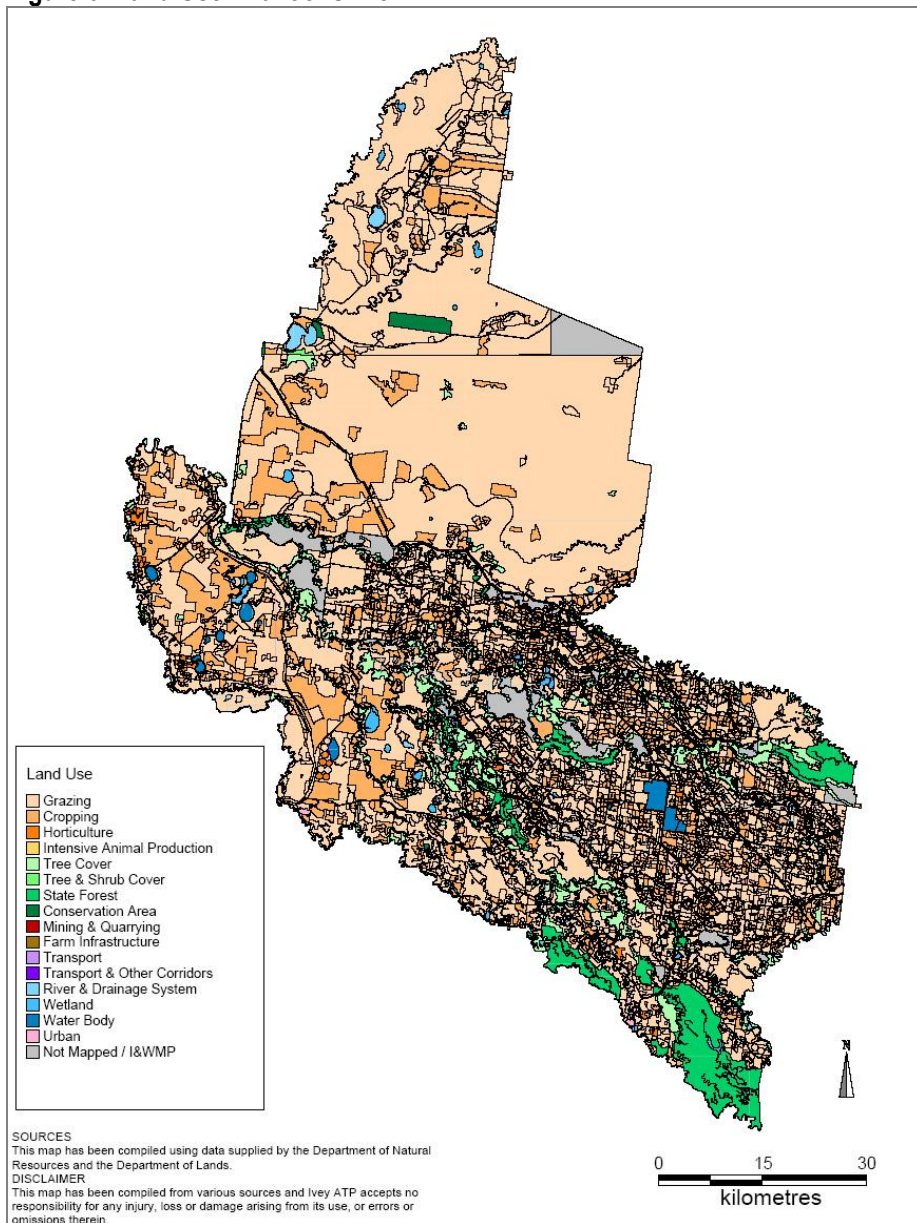 Land Use
Grazing
Cropping
Horticulture
Intensive Animal Production
Tree Cover
Tree & Shrub Cover
State Forest
Conservation Area
Mining & Quarrying
Farm Infrastructure
Transport
Transport & Other Corridors
River & Drainage System
Wetland
Water Body
Urban
Not Mapped / I&WMP
N
SOURCES
This map has been compiled using data supplied by the Department of Natural
Resources and the Department of Lands.
DISCLAIMER
This map has been compiled from various sources and Ivey ATP accepts no
responsibility for any injury, loss or damage arising from its use, or errors or
omissions therein.
0 15 30
kilometres